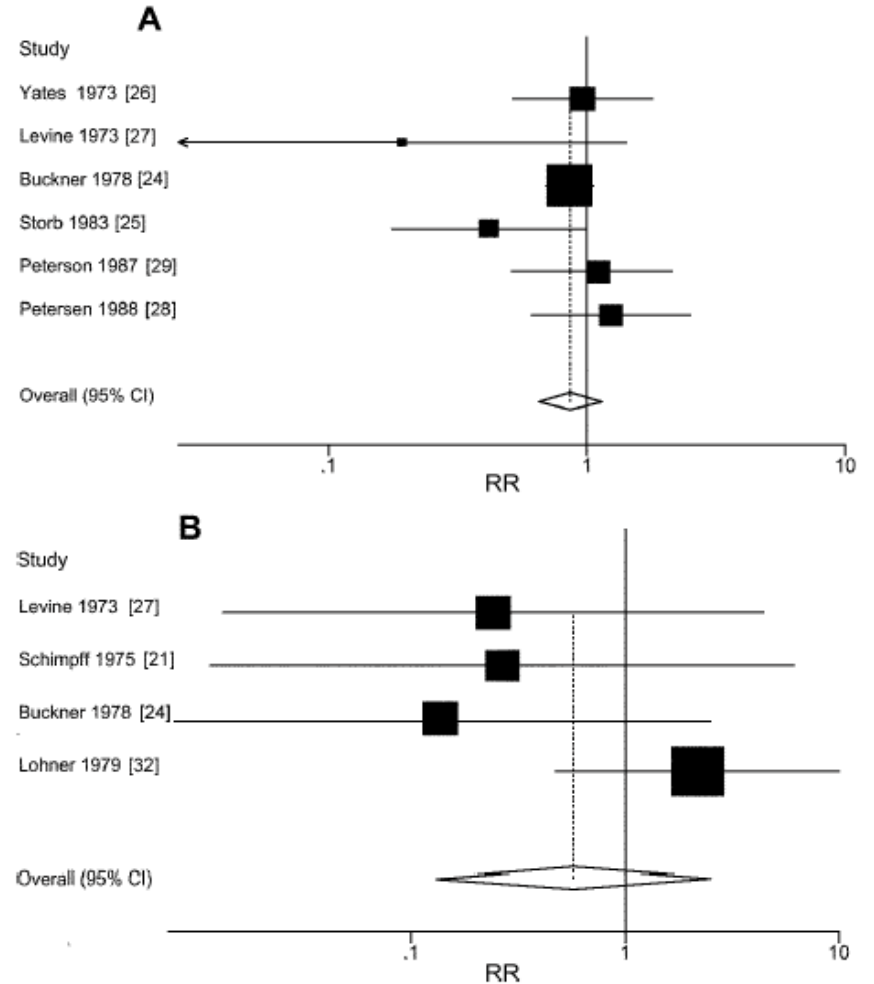 A
Study
Yates 1973 [26]
Levine 1973 [27]
Buckner 1978 [24]
Storb 1983 [25]
Peterson 1987 [29]
Petersen 1988 [28]
Overall (95% CI)
.1 1 10
RR
B
Study
Levine 1973 [27]
Schimpff 1975 [21]
Buckner 1978 [24]
Lohner 1979 [32]
Overall (95% CI)
.1 1 10
RR